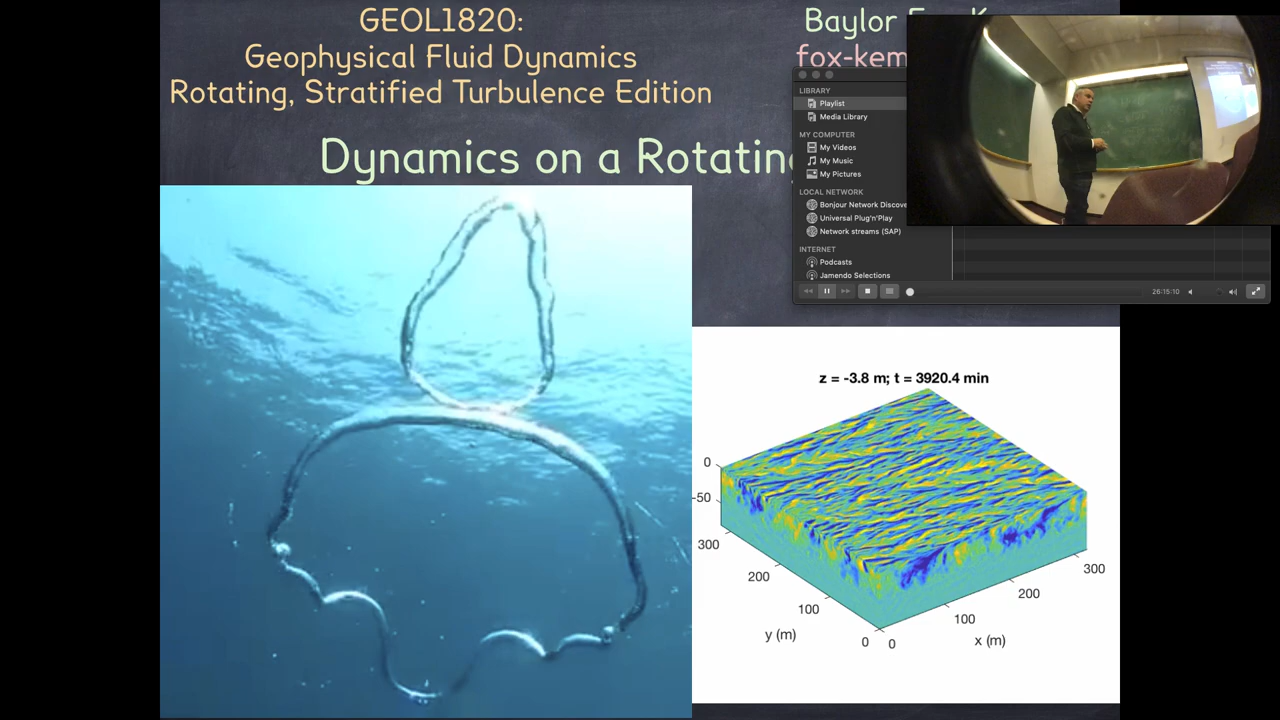 GEOL1820:
Geophysical Fluid Dynamics
Rotating, Stratified Turbulence Edition
Baylor
fox-kem
Dynamics on a Rotating
LIBRARY
Playlist
Media Library
MY COMPUTER
My Videos
My Music
My Pictures
LOCAL NETWORK
Bonjour Network Discove
Universal Plug'n'Play
Network streams (SAP)
INTERNET
Podcasts
Jamendo Selections
26:15:10
z = -3.8 m; t = 3920.4 min
0
-50
300
200
100
0
y (m)
0
100
200
300
x (m)